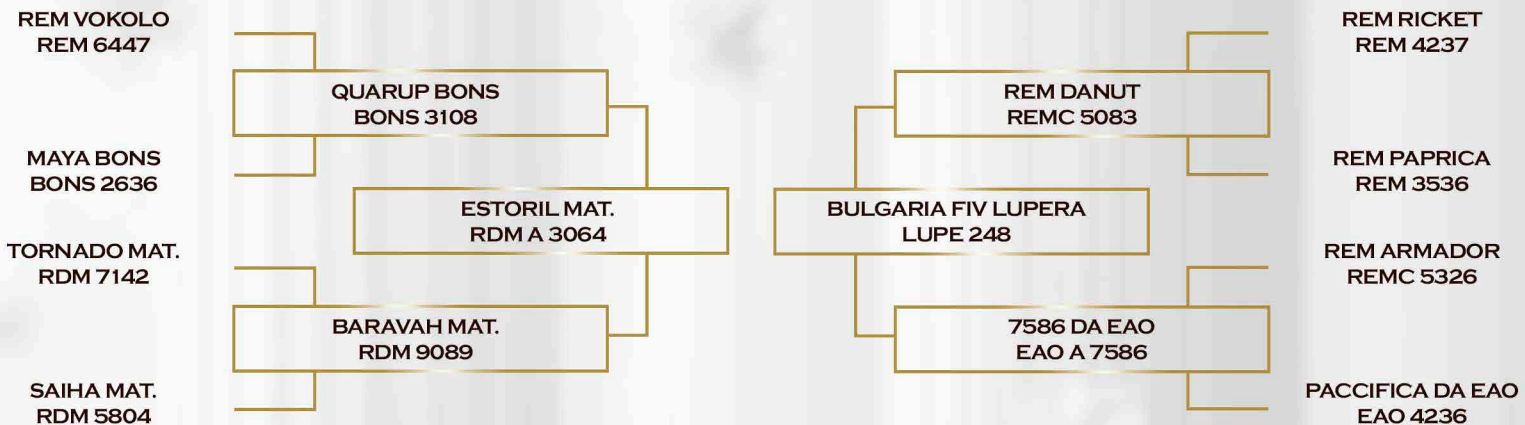 REM VOKOLO
REM 6447
QUARUP BONS
BONS 3108
MAYA BONS
BONS 2636
ESTORIL MAT.
RDM A 3064
TORNADO MAT.
RDM 7142
BARAVAH MAT.
RDM 9089
SAIHA MAT.
RDM 5804
REM RICKET
REM 4237
REM DANUT
REMC 5083
REM PAPRICA
REM 3536
BULGARIA FIV LUPERA
LUPE 248
REM ARMADOR
REMC 5326
7586 DA EAO
EAO A 7586
PACCIFICA DA EAO
EAO 4236